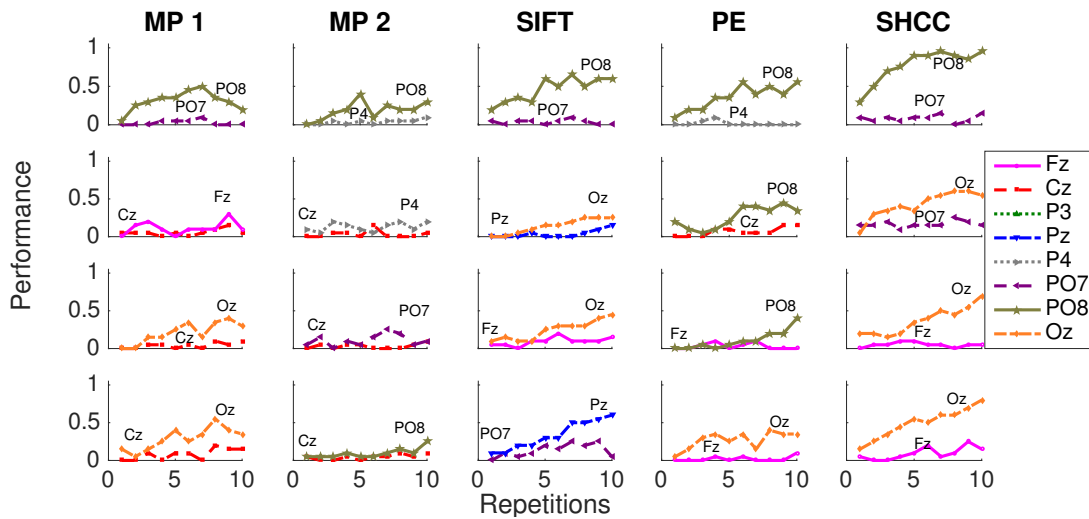 MP 1 MP 2 SIFT PE SHCC
1
0.5
0
PO7 PO8
P4 PO8
PO7 PO8
P4 PO8
PO7 PO8
1
0.5
0
Cz Fz
Cz P4
Pz Oz
Cz PO8
PO7 Oz
1
0.5
0
Cz Oz
Cz PO7
Fz Oz
Fz PO8
Fz Oz
1
0.5
0
Cz Oz
Cz PO8
PO7 Pz
Fz Oz
Fz Oz
0 5 10 0 5 10 0 5 10 0 5 10 0 5 10
Performance
Repetitions
Fz
Cz
P3
Pz
P4
PO7
PO8
Oz